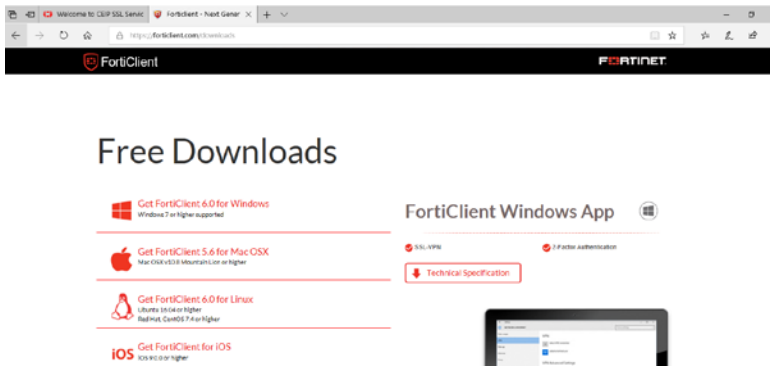 Welcome to CEIP SSL Servic
Forticlient - Next Gener
https://forticlient.com/downloads
FortiClient
FORTINET
Free Downloads
Get FortiClient 6.0 for Windows
Windows 7 or higher supported
Get FortiClient 5.6 for Mac OSX
Mac OSX v10.8 Mountain Lion or higher
Get FortiClient 6.0 for Linux
Ubuntu 16.04 or higher
Red Hat, CentOS 7.4 or higher
iOS
Get FortiClient for iOS
iOS 9.0 or higher
FortiClient Windows App
SSL-VPN
2-Factor Authentication
Technical Specification